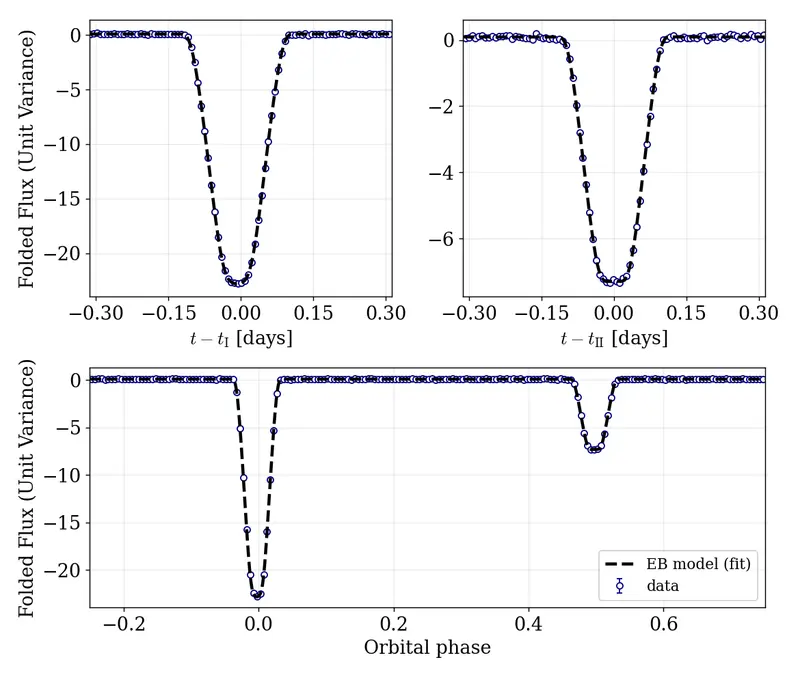 Folded Flux (Unit Variance)
0
−5
−10
−15
−20
−0.30 −0.15 0.00 0.15 0.30
t − tI [days]
0
−2
−4
−6
−0.30 −0.15 0.00 0.15 0.30
t − tII [days]
Folded Flux (Unit Variance)
0
−5
−10
−15
−20
EB model (fit)
data
−0.2 0.0 0.2 0.4 0.6
Orbital phase